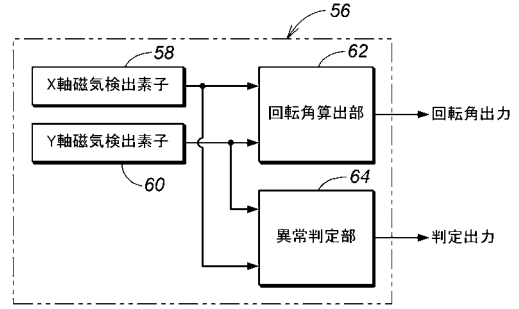 56
58
X軸磁気検出素子
Y軸磁気検出素子
60
62
回転角算出部
回転角出力
64
異常判定部
判定出力